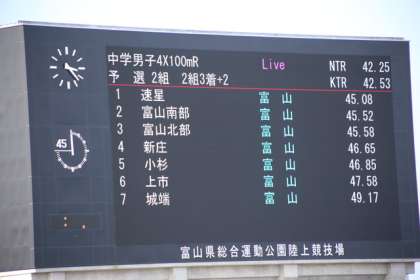 中学男子4X100mR Live NTR 42.25
予 選 2組 2組3着+2 KTR 42.53
1 速星 富 山 45.08
2 富山南部 富 山 45.52
3 富山北部 富 山 45.58
4 新庄 富 山 46.65
5 小杉 富 山 46.85
6 上市 富 山 47.58
7 城端 富 山 49.17
45
富山県総合運動公園陸上競技場